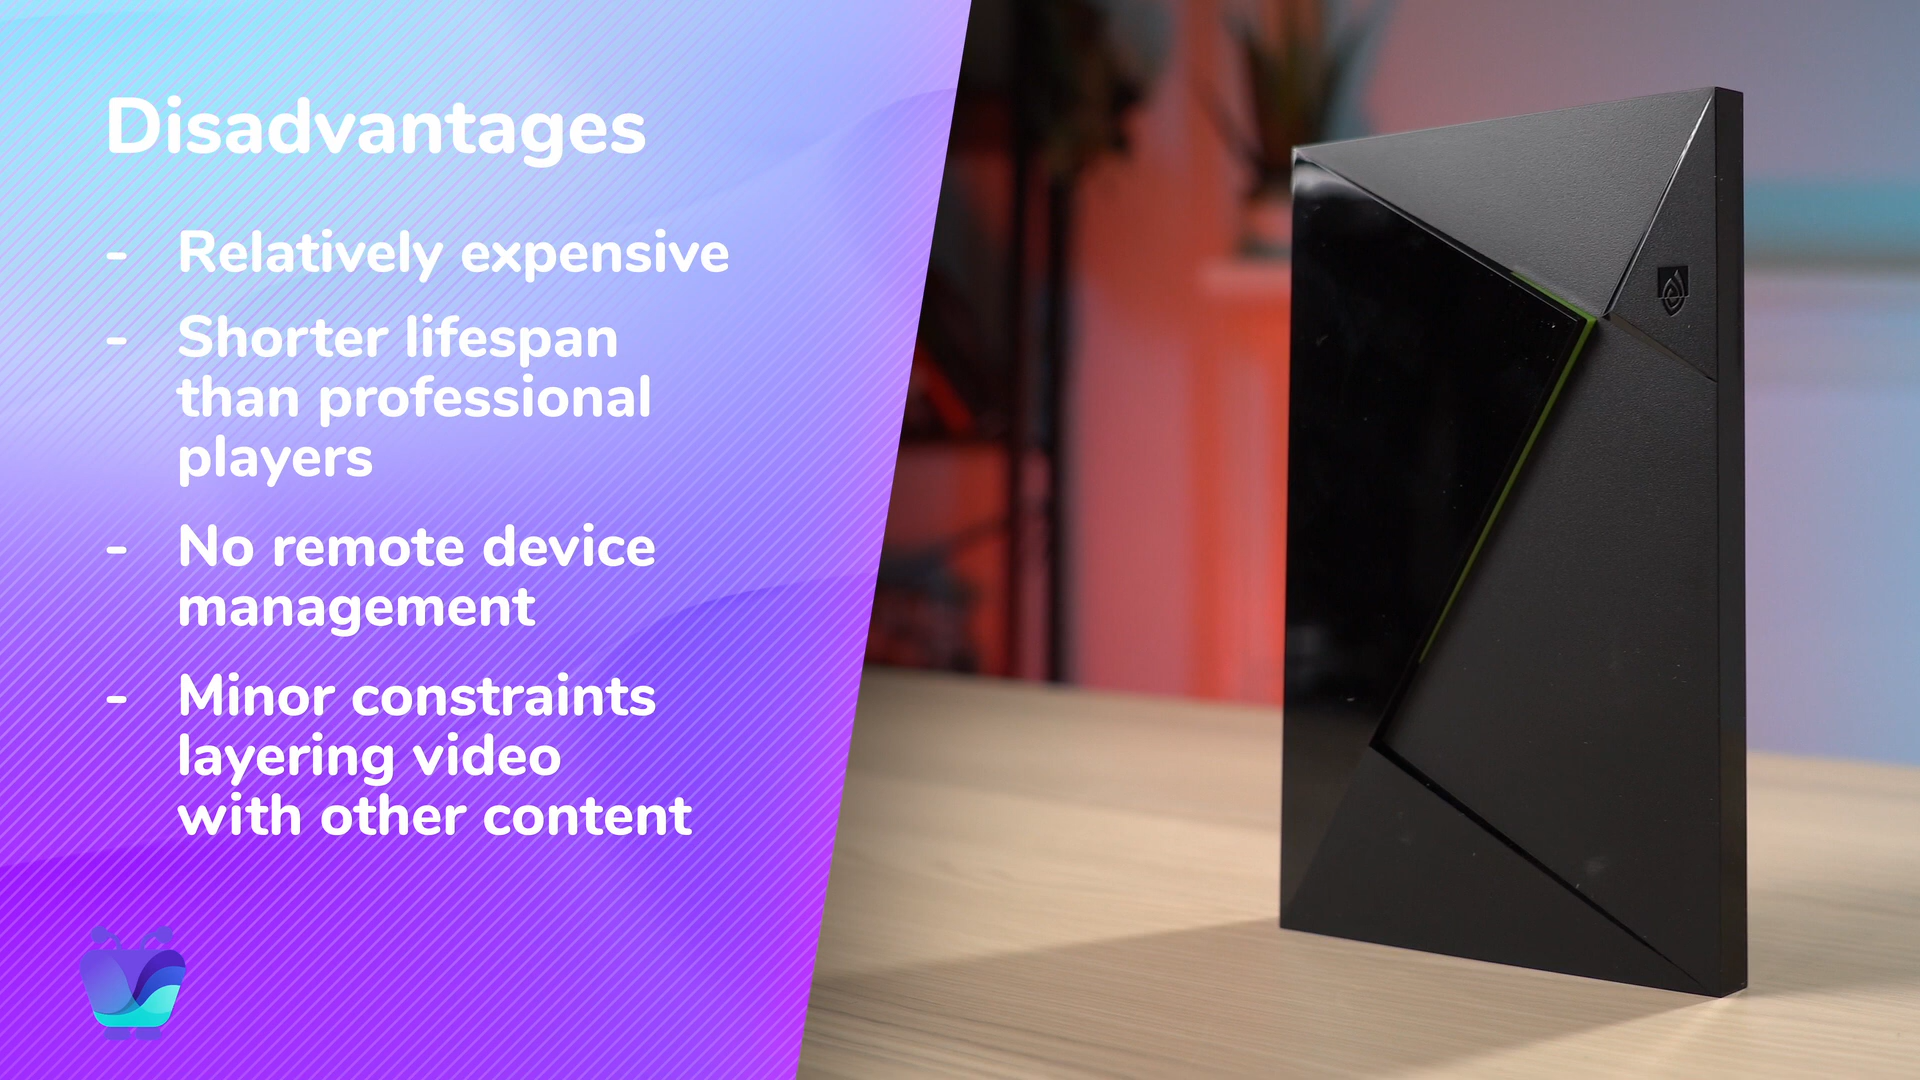 Disadvantages
- Relatively expensive
- Shorter lifespan
than professional
players
- No remote device
management
- Minor constraints
layering video
with other content